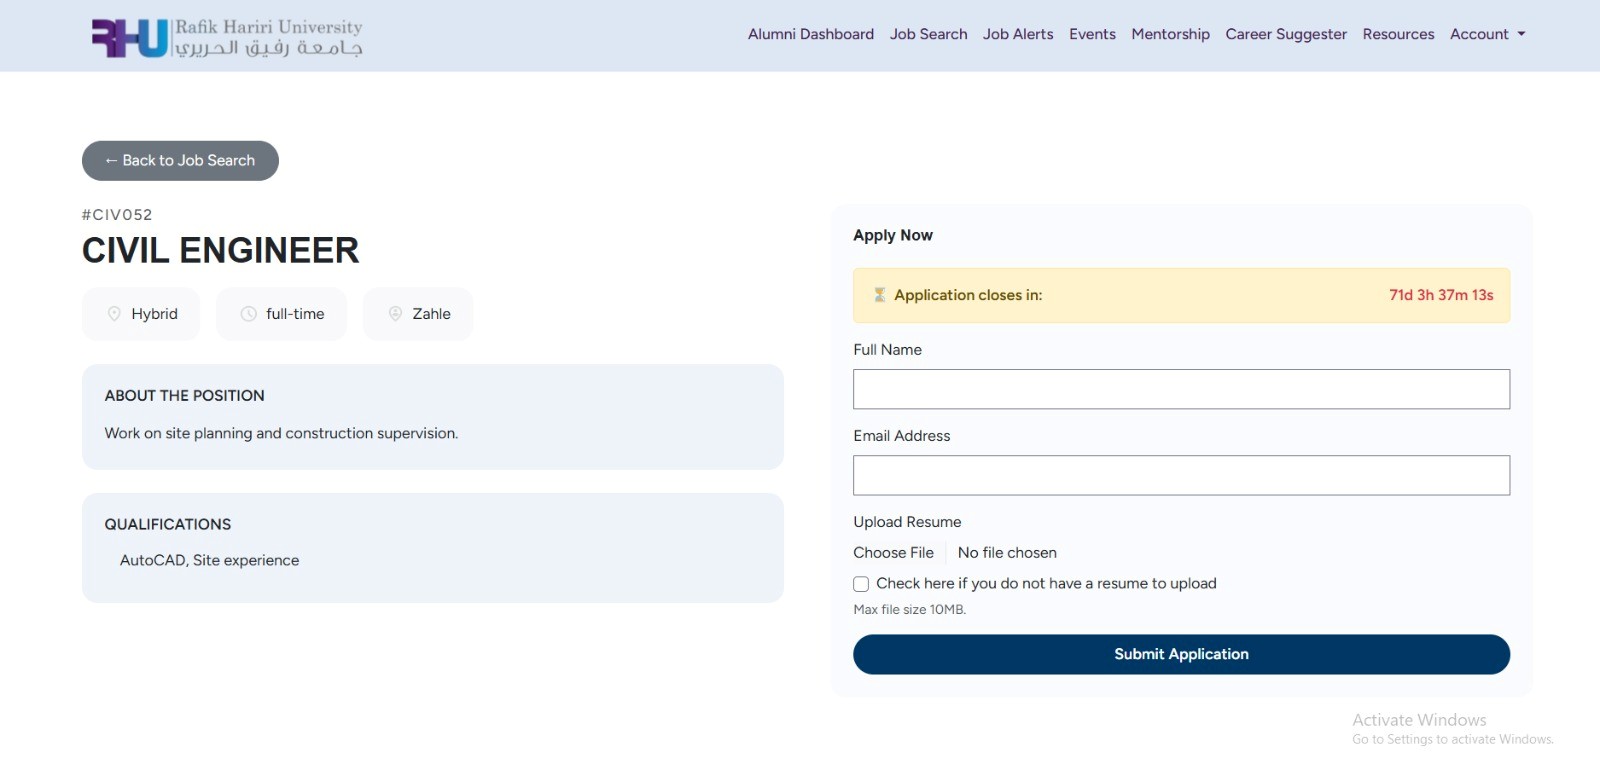 Rafik Hariri University
جامعة رفيق الحريري
Alumni Dashboard Job Search Job Alerts Events Mentorship Career Suggester Resources Account
← Back to Job Search
#CIV052
CIVIL ENGINEER
Hybrid full-time Zahle
ABOUT THE POSITION
Work on site planning and construction supervision.
QUALIFICATIONS
AutoCAD, Site experience
Apply Now
Application closes in: 71d 3h 37m 13s
Full Name
Email Address
Upload Resume
Choose File No file chosen
Check here if you do not have a resume to upload
Max file size 10MB.
Submit Application
Activate Windows
Go to Settings to activate Windows.